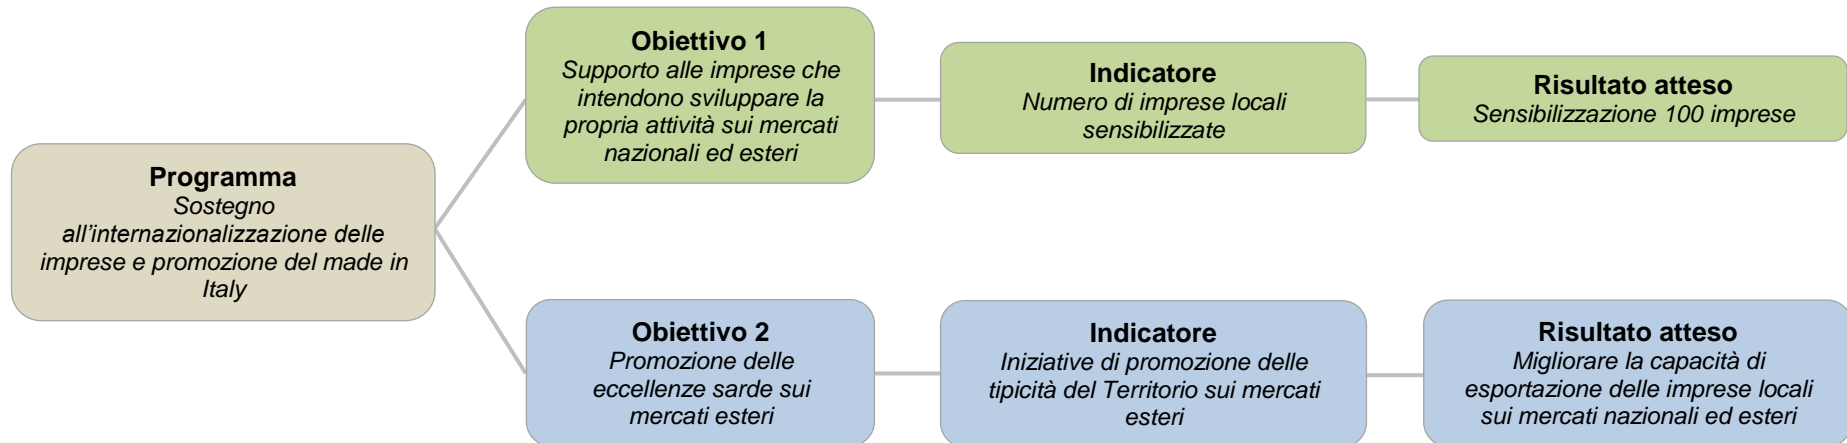 Programma
Sostegno
all'internazionalizzazione delle
imprese e promozione del made in
Italy
Obiettivo 1
Supporto alle imprese che
intendono sviluppare la
propria attività sui mercati
nazionali ed esteri
Indicatore
Numero di imprese locali
sensibilizzate
Risultato atteso
Sensibilizzazione 100 imprese
Obiettivo 2
Promozione delle
eccellenze sarde sui
mercati esteri
Indicatore
Iniziative di promozione delle
tipicità del Territorio sui mercati
esteri
Risultato atteso
Migliorare la capacità di
esportazione delle imprese locali
sui mercati nazionali ed esteri